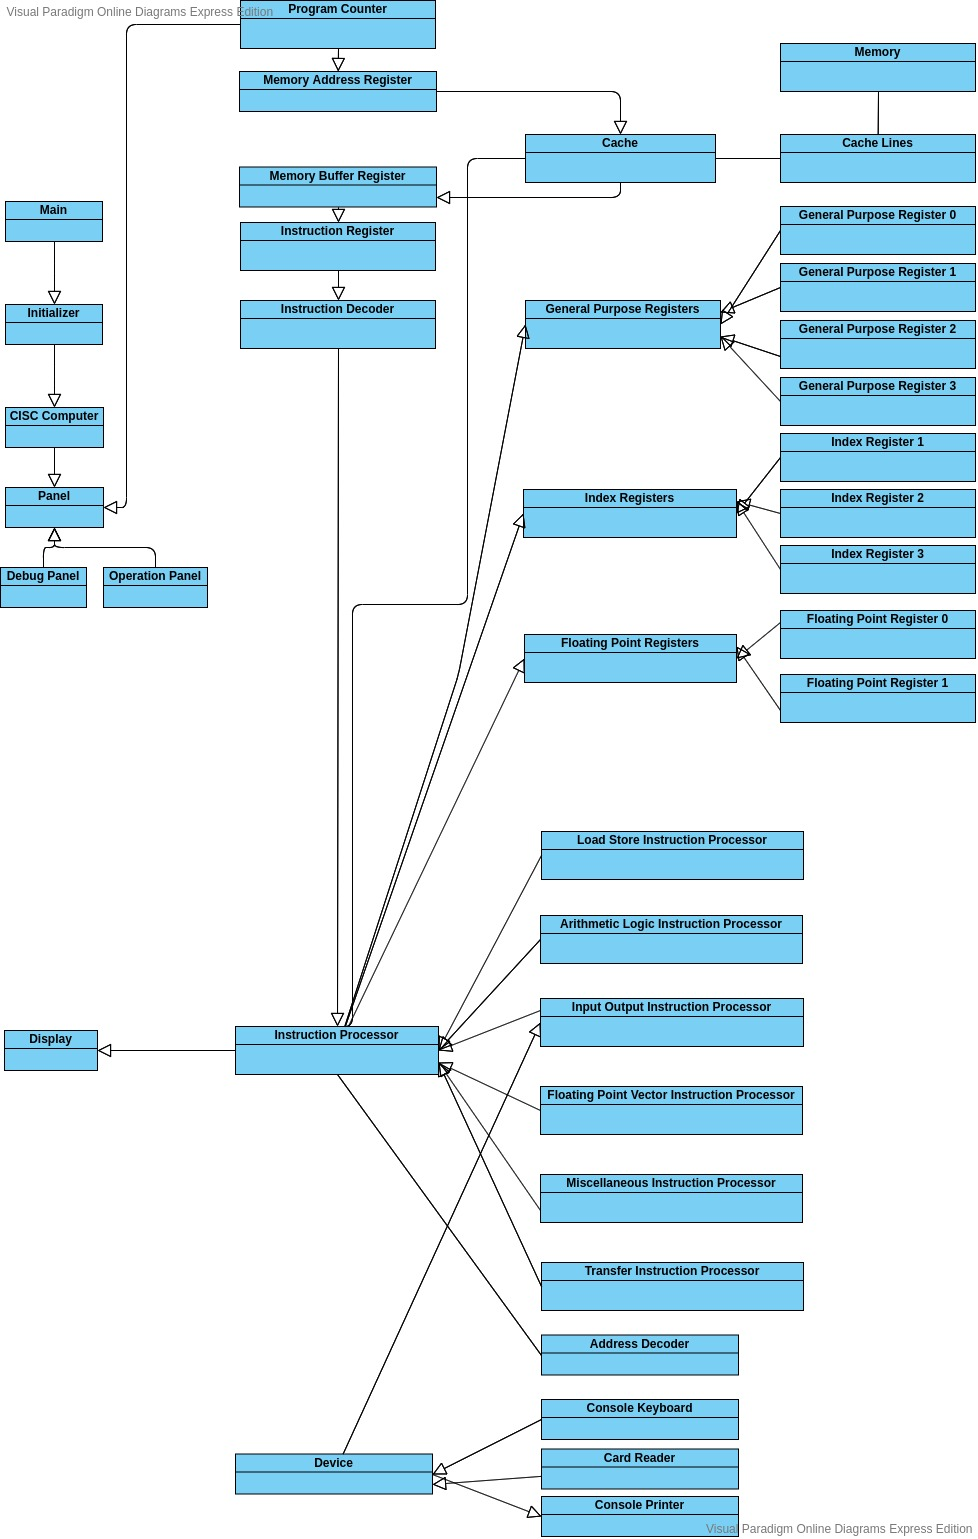 Visual Paradigm Online Diagrams Express Edition
Program Counter
Memory Address Register
Memory
Cache
Cache Lines
Memory Buffer Register
Main
Instruction Register
General Purpose Register 0
General Purpose Register 1
Initializer
Instruction Decoder
General Purpose Registers
General Purpose Register 2
General Purpose Register 3
CISC Computer
Index Register 1
Panel
Index Registers
Index Register 2
Index Register 3
Debug Panel
Operation Panel
Floating Point Register 0
Floating Point Registers
Floating Point Register 1
Load Store Instruction Processor
Arithmetic Logic Instruction Processor
Input Output Instruction Processor
Display
Instruction Processor
Floating Point Vector Instruction Processor
Miscellaneous Instruction Processor
Transfer Instruction Processor
Address Decoder
Console Keyboard
Device
Card Reader
Console Printer
Visual Paradigm Online Diagrams Express Edition